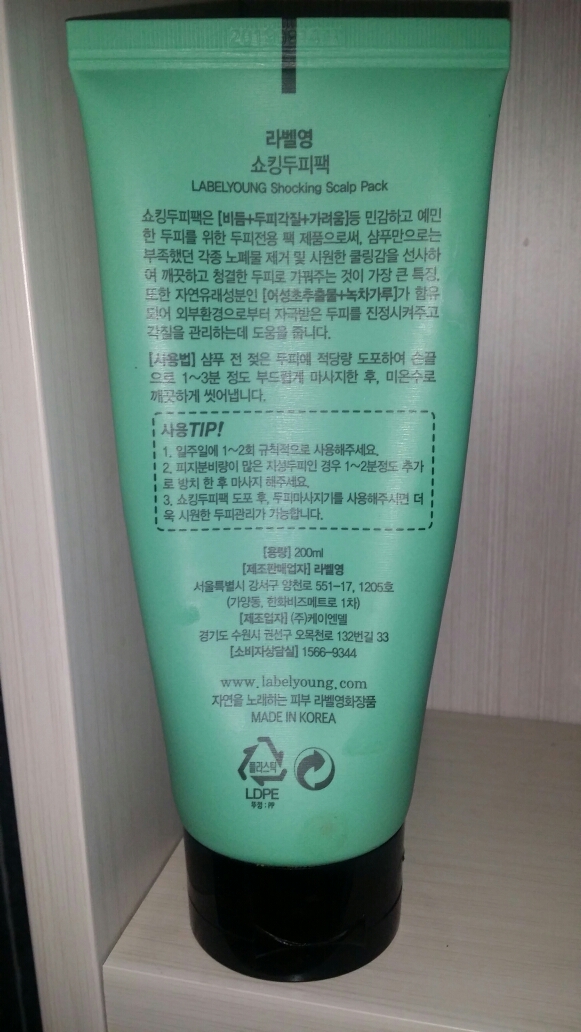 라벨영
쇼킹두피팩
LABELYOUNG Shocking Scalp Pack
쇼킹두피팩은 [비듬+두피각질+가려움]등 민감하고 예민
한 두피를 위한 두피전용 팩 제품으로써, 샴푸만으로는
부족했던 각종 노폐물 제거 및 시원한 쿨링감을 선사하
여 깨끗하고 청결한 두피로 가꿔주는 것이 가장 큰 특징.
또한 자연유래성분인 [어성초추출물+녹차가루]가 함유
되어 외부환경으로부터 자극받은 두피를 진정시켜주고
각질을 관리하는데 도움을 줍니다.
[사용법] 샴푸 전 젖은 두피에 적당량 도포하여 손끝
으로 1~3분 정도 부드럽게 마사지한 후, 미온수로
깨끗하게 씻어냅니다.
사용TIP!
1. 일주일에 1~2회 규칙적으로 사용해주세요.
2. 피지분비량이 많은 지성두피인 경우 1~2분정도 추가
로 방치 한 후 마사지 해주세요.
3. 쇼킹두피팩 도포 후, 두피마사지기를 사용해주시면 더
욱 시원한 두피관리가 가능합니다.
[용량] 200ml
[제조판매업자] 라벨영
서울특별시 강서구 양천로 551-17, 1205호
(가양동, 한화비즈메트로 1차)
[제조업자] (주)케이엔델
경기도 수원시 권선구 오목천로 132번길 33
[소비자상담실] 1566-9344
www.labelyoung.com
자연을 노래하는 피부 라벨영화장품
MADE IN KOREA
플라스틱
LDPE
뚜껑 : PP